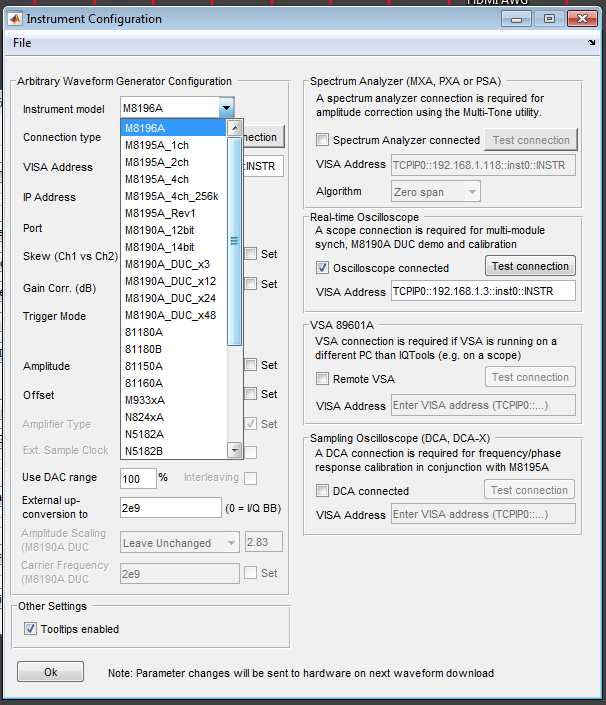 HDMI AWG
Instrument Configuration
File
Arbitrary Waveform Generator Configuration
Instrument model
M8196A
Connection type
nection
VISA Address
:INSTR
IP Address
Port
Skew (Ch1 vs Ch2)
Set
Gain Corr. (dB)
Set
Trigger Mode
Amplitude
Set
Offset
Set
Amplifier Type
Set
Ext. Sample Clock
M8196A
M8195A_1ch
M8195A_2ch
M8195A_4ch
M8195A_4ch_256k
M8195A_Rev1
M8190A_12bit
M8190A_14bit
M8190A_DUC_x3
M8190A_DUC_x12
M8190A_DUC_x24
M8190A_DUC_x48
81180A
81180B
81150A
81160A
M933xA
N824xA
N5182A
N5182B
Use DAC range
100 %
Interleaving
External up-
conversion to
2e9
(0 = I/Q BB)
Amplitude Scaling
(M8190A DUC
Leave Unchanged
2.83
Carrier Frequency
(M8190A DUC
2e9
Set
Other Settings
Tooltips enabled
Ok
Note: Parameter changes will be sent to hardware on next waveform download
Spectrum Analyzer (MXA, PXA or PSA)
A spectrum analyzer connection is required for
amplitude correction using the Multi-Tone utility.
Spectrum Analyzer connected
Test connection
VISA Address
TCPIP0::192.168.1.118::inst0::INSTR
Algorithm
Zero span
Real-time Oscilloscope
A scope connection is required for multi-module
synch, M8190A DUC demo and calibration
Oscilloscope connected
Test connection
VISA Address
TCPIP0::192.168.1.3::inst0::INSTR
VSA 89601A
VSA connection is required if VSA is running on a
different PC than IQTools (e.g. on a scope)
Remote VSA
Test connection
VISA Address
Enter VISA address (TCPIP0::...)
Sampling Oscilloscope (DCA, DCA-X)
A DCA connection is required for frequency/phase
response calibration in conjunction with M8195A
DCA connected
Test connection
VISA Address
Enter VISA address (TCPIP0::...)